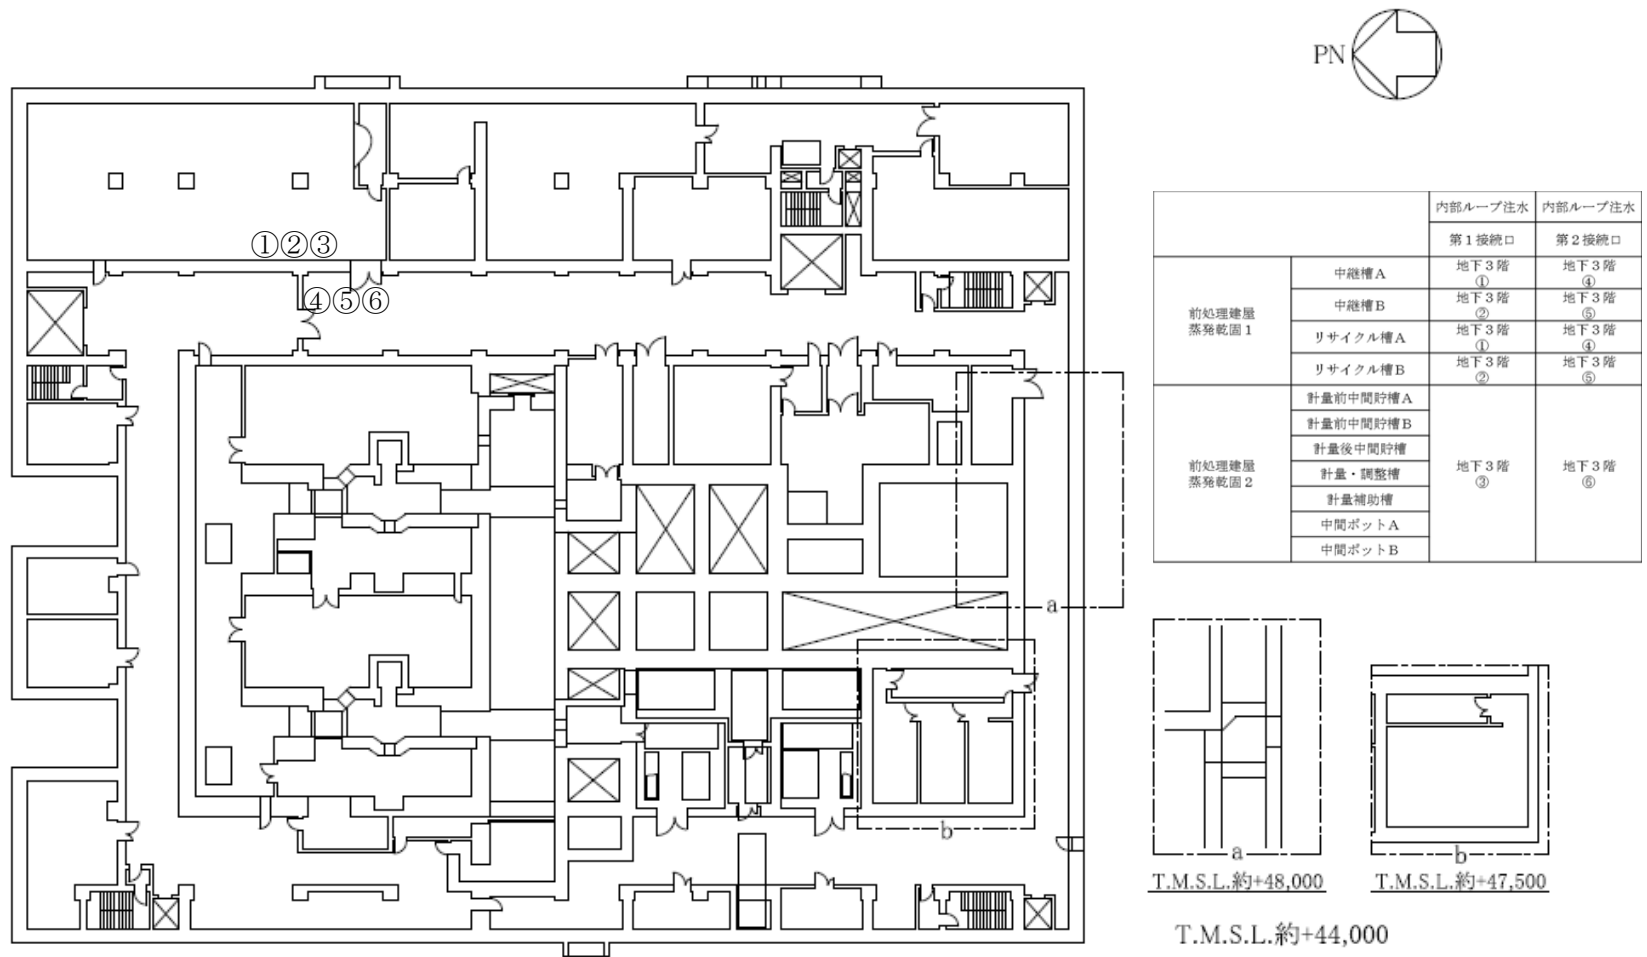 PN
①②③
④⑤⑥
内部ループ注水 内部ループ注水
第1接続口 第2接続口
前処理建屋
蒸発乾固1
中継槽A 地下3階 ① 地下3階 ④
中継槽B 地下3階 ② 地下3階 ⑤
リサイクル槽A 地下3階 ① 地下3階 ④
リサイクル槽B 地下3階 ② 地下3階 ⑤
前処理建屋
蒸発乾固2
計量前中間貯槽A
計量前中間貯槽B
計量後中間貯槽
計量・調整槽
計量補助槽
中間ポットA
中間ポットB
地下3階 ③ 地下3階 ⑥
a
b
a
T.M.S.L.約+48,000
b
T.M.S.L.約+47,500
T.M.S.L.約+44,000